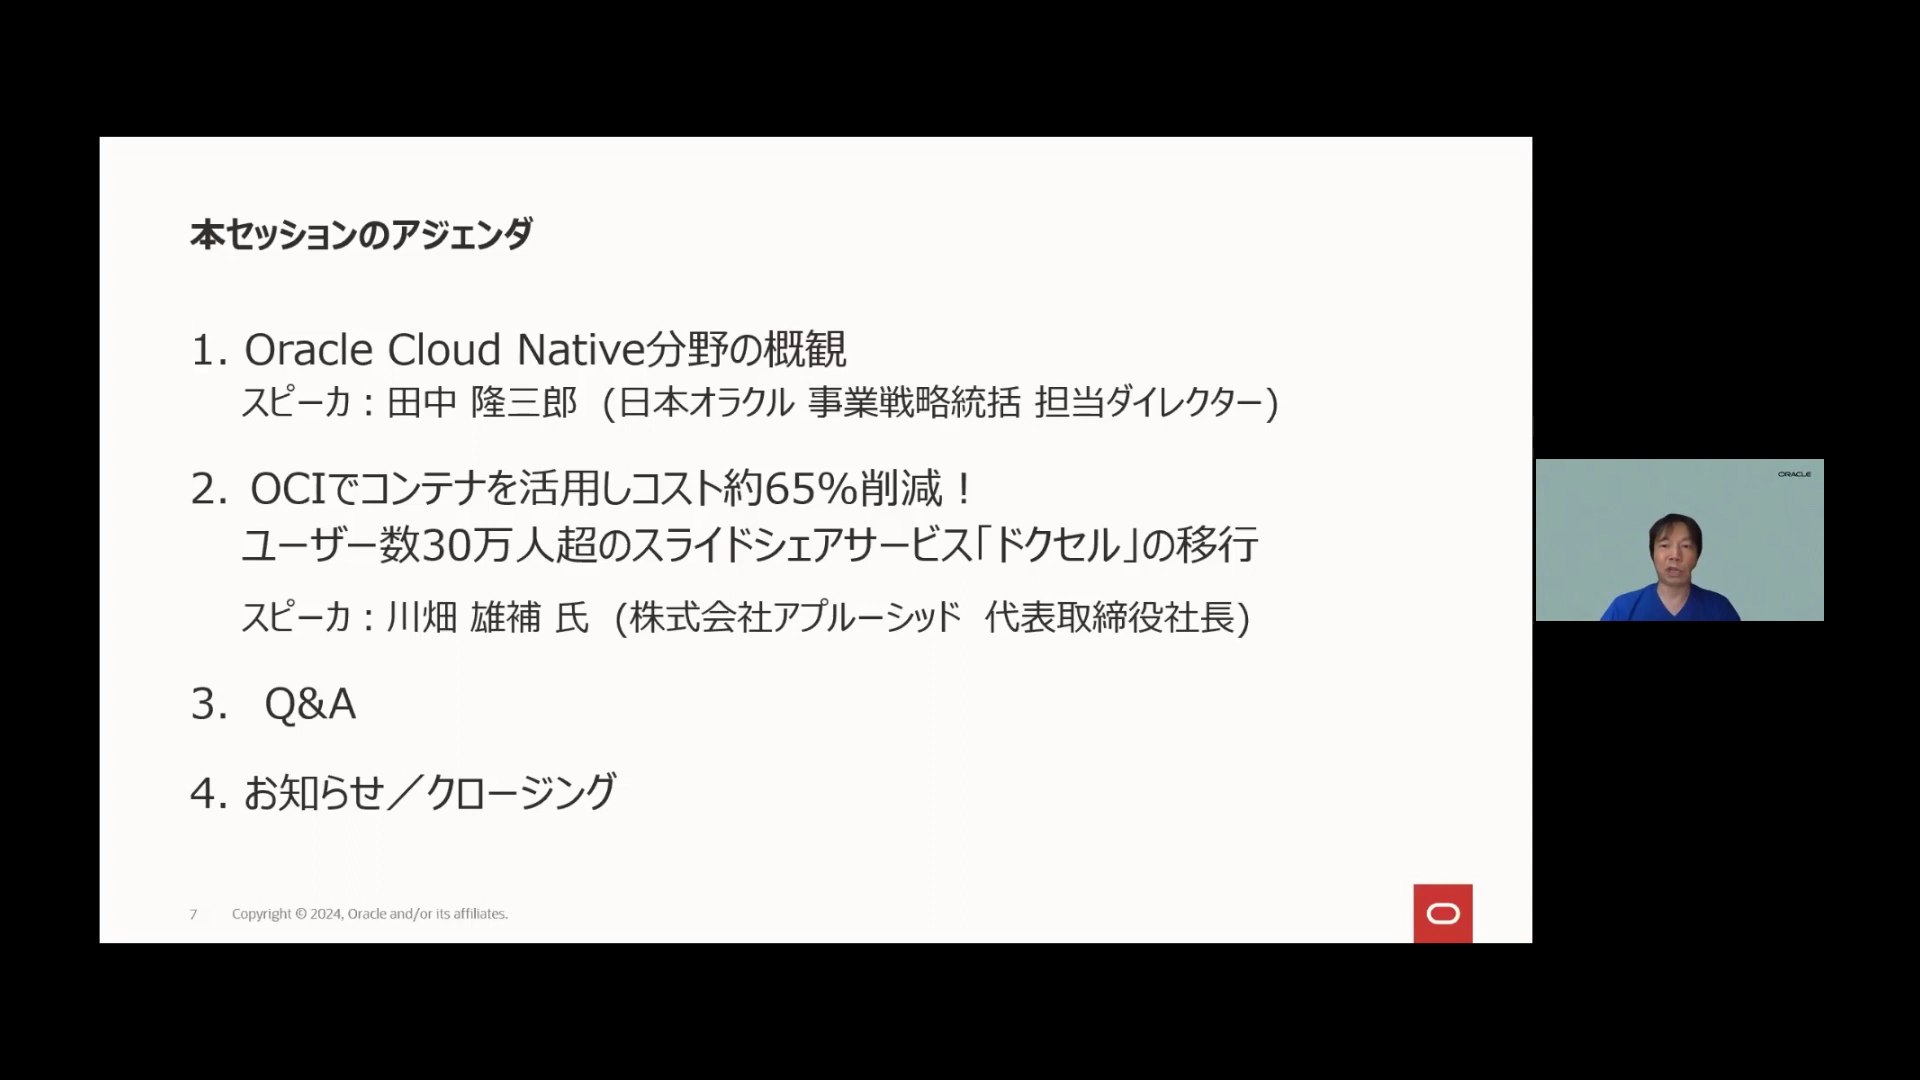 本セッションのアジェンダ
1. Oracle Cloud Native分野の概観
スピーカ：田中 隆三郎 (日本オラクル 事業戦略統括 担当ダイレクター)
2. OCIでコンテナを活用しコスト約65%削減！
ユーザー数30万人超のスライドシェアサービス「ドクセル」の移行
スピーカ：川畑 雄補 氏 (株式会社アプルーシッド 代表取締役社長)
3. Q&A
4. お知らせ／クロージング
7 Copyright © 2024, Oracle and/or its affiliates.
ORACLE